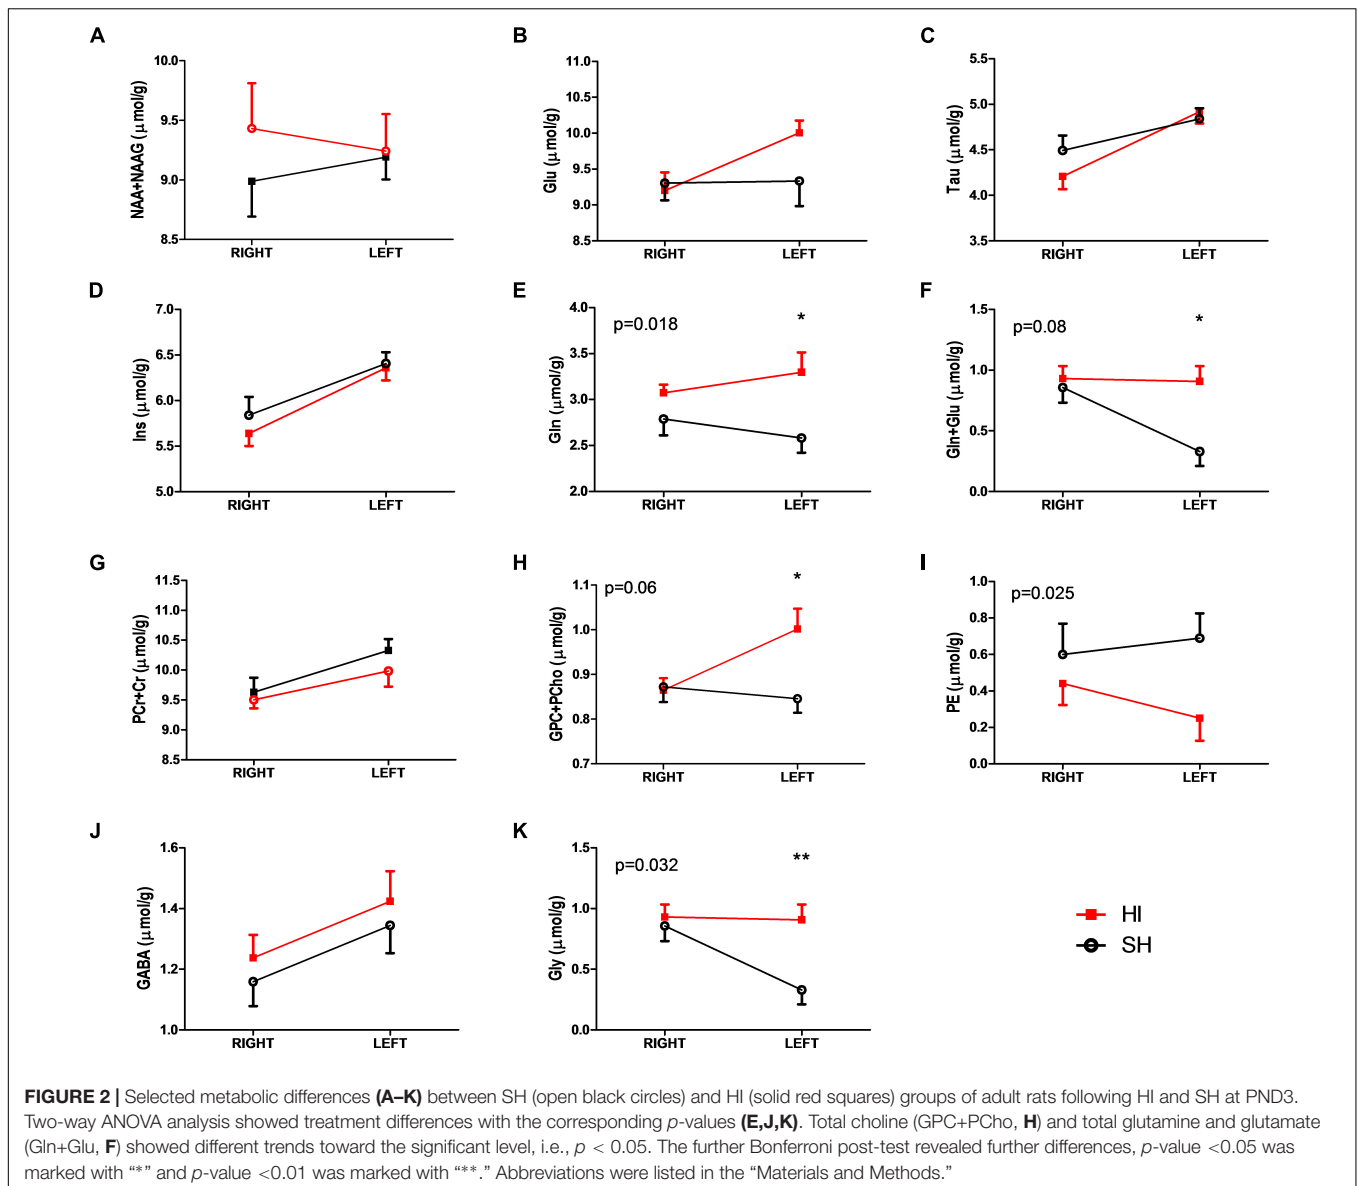 A
NAA+NAAG (μmol/g)
10.0
9.5
9.0
8.5
RIGHT LEFT
B
Glu (μmol/g)
11.0
10.5
10.0
9.5
9.0
8.5
RIGHT LEFT
C
Tau (μmol/g)
5.5
5.0
4.5
4.0
3.5
RIGHT LEFT
D
Ins (μmol/g)
7.0
6.5
6.0
5.5
5.0
RIGHT LEFT
E
Gln (μmol/g)
4.0
3.5
3.0
2.5
2.0
p=0.018
*
RIGHT LEFT
F
Gln+Glu (μmol/g)
1.5
1.0
0.5
0.0
p=0.08
*
RIGHT LEFT
G
PCr+Cr (μmol/g)
11.5
11.0
10.5
10.0
9.5
9.0
8.5
RIGHT LEFT
H
GPC+PCho (μmol/g)
1.1
1.0
0.9
0.8
0.7
p=0.06
*
RIGHT LEFT
I
PE (μmol/g)
1.0
0.8
0.6
0.4
0.2
0.0
p=0.025
RIGHT LEFT
J
GABA (μmol/g)
1.6
1.4
1.2
1.0
RIGHT LEFT
K
Gly (μmol/g)
1.5
1.0
0.5
0.0
p=0.032
**
RIGHT LEFT
HI
SH
FIGURE 2 | Selected metabolic differences (A–K) between SH (open black circles) and HI (solid red squares) groups of adult rats following HI and SH at PND3.
Two-way ANOVA analysis showed treatment differences with the corresponding p-values (E,J,K). Total choline (GPC+PCho, H) and total glutamine and glutamate
(Gln+Glu, F) showed different trends toward the significant level, i.e., p < 0.05. The further Bonferroni post-test revealed further differences, p-value <0.05 was
marked with “*” and p-value <0.01 was marked with “**.” Abbreviations were listed in the “Materials and Methods.”